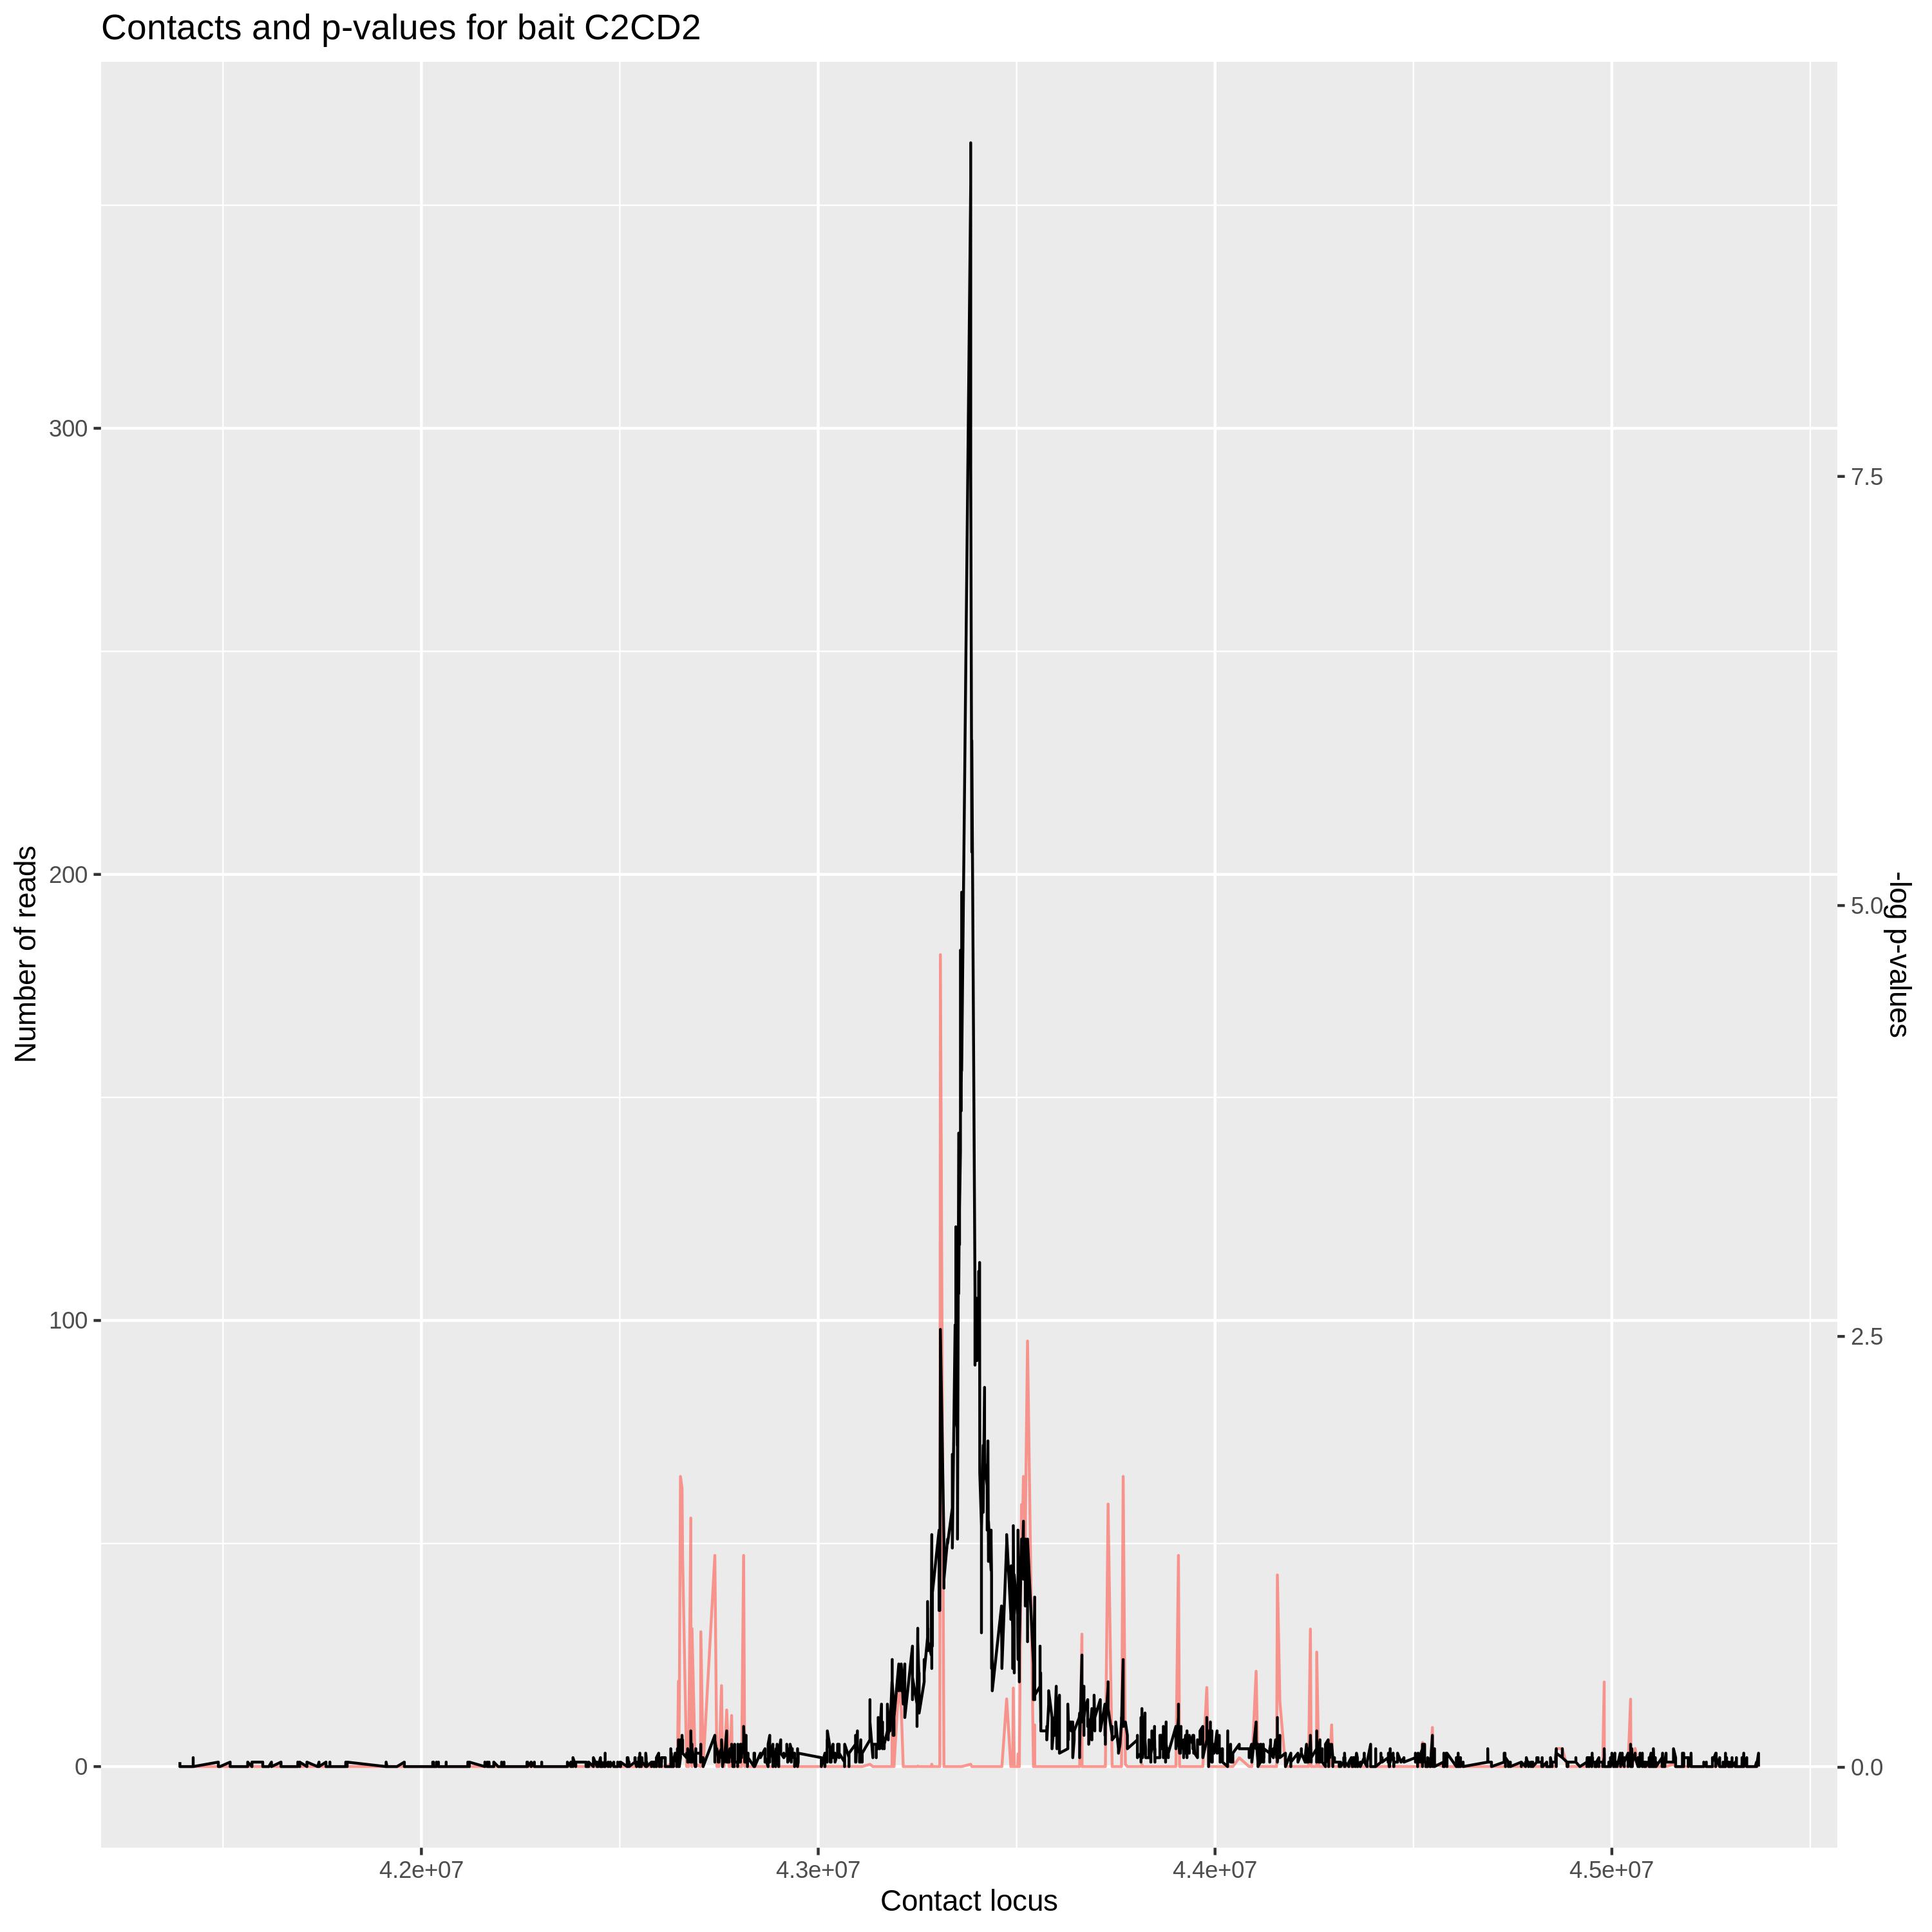 Contacts and p-values for bait C2CD2
Number of reads
300
200
100
0
7.5
5.0
2.5
0.0
-log p-values
4.2e+07 4.3e+07 4.4e+07 4.5e+07
Contact locus